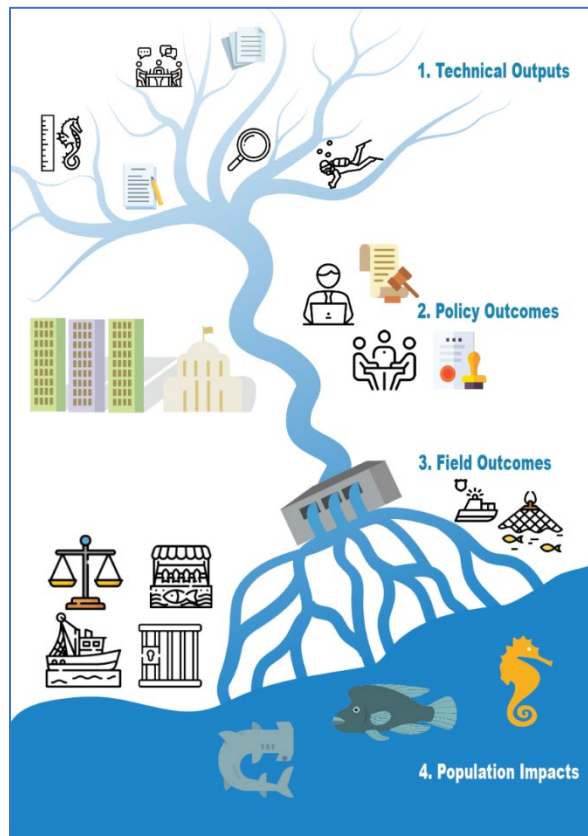 1. Technical Outputs
2. Policy Outcomes
3. Field Outcomes
4. Population Impacts